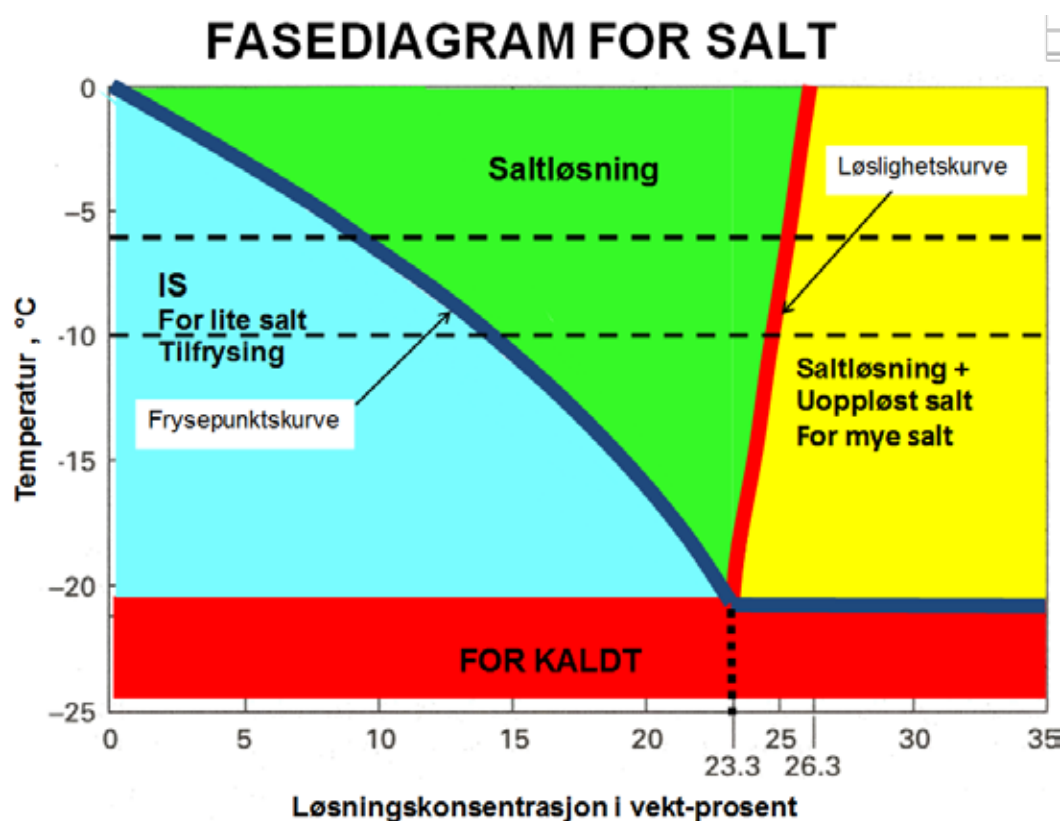 FASEDIAGRAM FOR SALT
0
–5
–10
-15
–20
–25
Temperatur , °C
Saltløsning
Løslighetskurve
IS
For lite salt
Tilfrysing
Frysepunktskurve
Saltløsning +
Uoppløst salt
For mye salt
FOR KALDT
0 5 10 15 20 25 30 35
23.3 26.3
Løsningskonsentrasjon i vekt-prosent